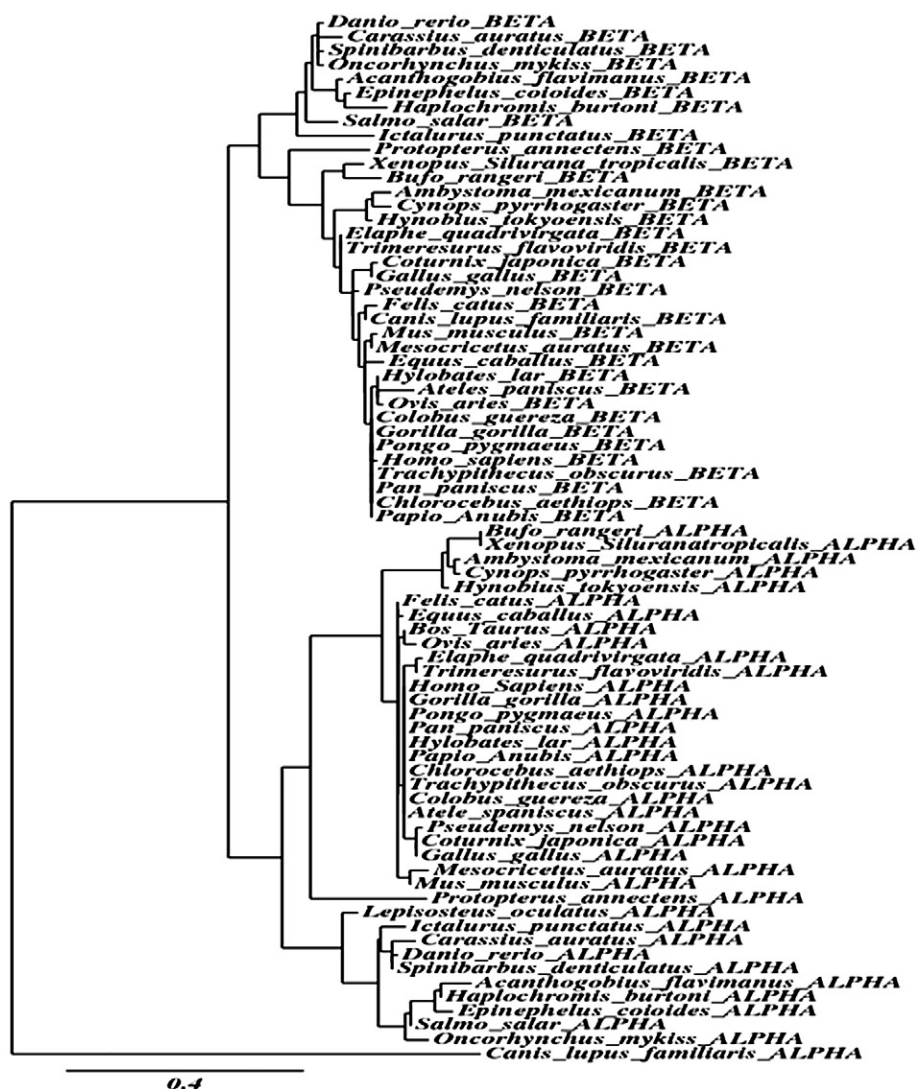 Danio_rerio_BETA
Carassius_auratus_BETA
Spinibarbus_denticulatus_BETA
Oncorhynchus_mykiss_BETA
Acanthogobius_flavimanus_BETA
Epinephelus_coioides_BETA
Haplochromis_burtoni_BETA
Salmo_salar_BETA
Ictalurus_punctatus_BETA
Protopterus_annectens_BETA
Xenopus_Silurana_tropicalis_BETA
Bufo_rangeri_BETA
Ambystoma_mexicanum_BETA
Cynops_pyrrhogaster_BETA
Hynobius_tokyoensis_BETA
Elaphe_quadrivirgata_BETA
Trimeresurus_flavoviridis_BETA
Coturnix_japonica_BETA
Gallus_gallus_BETA
Pseudemys_nelson_BETA
Felis_catus_BETA
Canis_lupus_familiaris_BETA
Mus_musculus_BETA
Mesocricetus_auratus_BETA
Equus_caballus_BETA
Hylobates_lar_BETA
Ateles_paniscus_BETA
Ovis_aries_BETA
Colobus_guereza_BETA
Gorilla_gorilla_BETA
Pongo_pygmaeus_BETA
Homo_sapiens_BETA
Trachypithecus_obscurus_BETA
Pan_paniscus_BETA
Chlorocebus_aethiops_BETA
Papio_Anubis_BETA
Bufo_rangeri_ALPHA
Xenopus_Siluranatropicalis_ALPHA
Ambystoma_mexicanum_ALPHA
Cynops_pyrrhogaster_ALPHA
Hynobius_tokyoensis_ALPHA
Felis_catus_ALPHA
Equus_caballus_ALPHA
Bos_Taurus_ALPHA
Ovis_aries_ALPHA
Elaphe_quadrivirgata_ALPHA
Trimeresurus_flavoviridis_ALPHA
Homo_Sapiens_ALPHA
Gorilla_gorilla_ALPHA
Pongo_pygmaeus_ALPHA
Pan_paniscus_ALPHA
Hylobates_lar_ALPHA
Papio_Anubis_ALPHA
Chlorocebus_aethiops_ALPHA
Trachypithecus_obscurus_ALPHA
Colobus_guereza_ALPHA
Atele_spaniscus_ALPHA
Pseudemys_nelson_ALPHA
Coturnix_japonica_ALPHA
Gallus_gallus_ALPHA
Mesocricetus_auratus_ALPHA
Mus_musculus_ALPHA
Protopterus_annectens_ALPHA
Lepisosteus_oculatus_ALPHA
Ictalurus_punctatus_ALPHA
Carassius_auratus_ALPHA
Danio_rerio_ALPHA
Spinibarbus_denticulatus_ALPHA
Acanthogobius_flavimanus_ALPHA
Haplochromis_burtoni_ALPHA
Epinephelus_coioides_ALPHA
Salmo_salar_ALPHA
Oncorhynchus_mykiss_ALPHA
Canis_lupus_familiaris_ALPHA
0.4